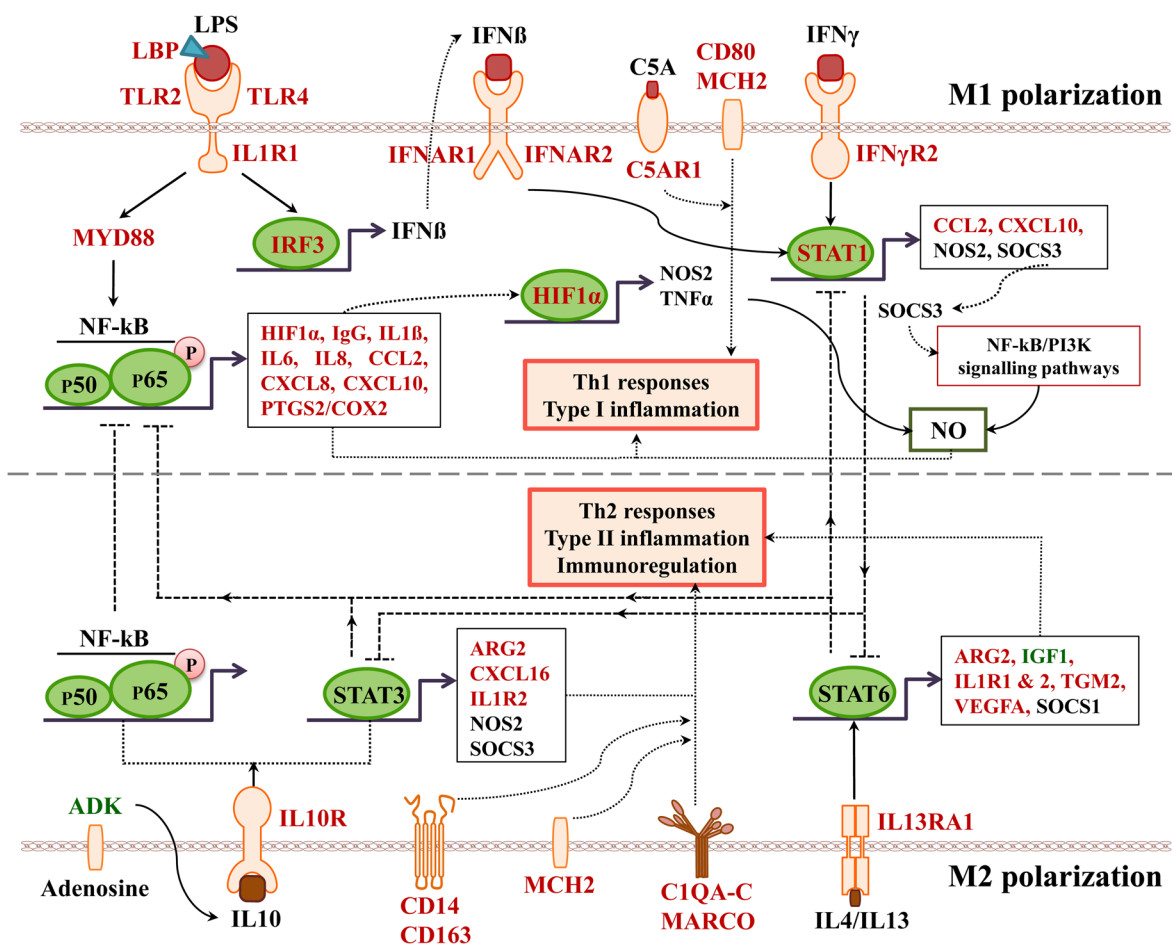 LPS
LBP
TLR2
TLR4
IL1R1
IFNß
IFNAR1
IFNAR2
C5A
C5AR1
CD80
MCH2
IFNγ
IFNγR2
M1 polarization
MYD88
IRF3
IFNß
STAT1
CCL2, CXCL10,
NOS2, SOCS3
HIF1α
NOS2
TNFα
SOCS3
NF-kB/PI3K
signalling pathways
NF-kB
P50
P65
P
HIF1α, IgG, IL1ß,
IL6, IL8, CCL2,
CXCL8, CXCL10,
PTGS2/COX2
Th1 responses
Type I inflammation
NO
Th2 responses
Type II inflammation
Immunoregulation
NF-kB
P50
P65
P
STAT3
ARG2
CXCL16
IL1R2
NOS2
SOCS3
STAT6
ARG2, IGF1,
IL1R1 & 2, TGM2,
VEGFA, SOCS1
ADK
Adenosine
IL10R
IL10
CD14
CD163
MCH2
C1QA-C
MARCO
IL13RA1
IL4/IL13
M2 polarization